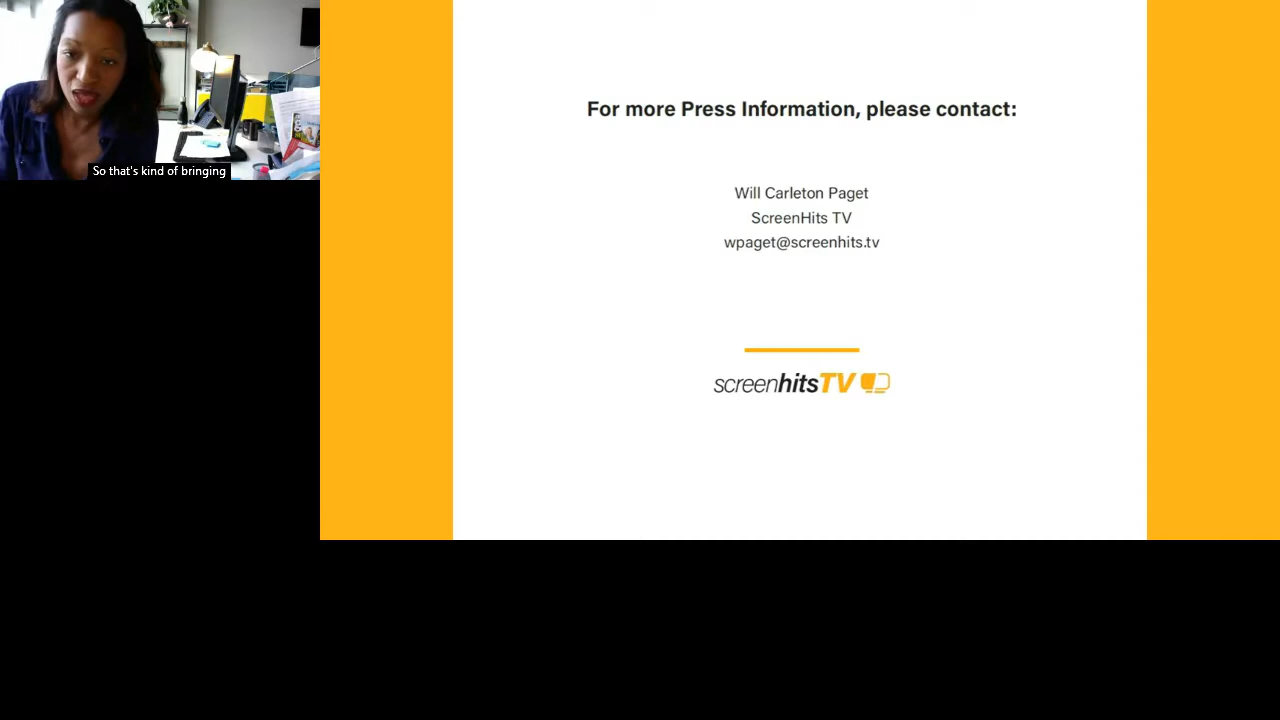 So that's kind of bringing
For more Press Information, please contact:
Will Carleton Paget
ScreenHits TV
wpaget@screenhits.tv
screenhitsTV